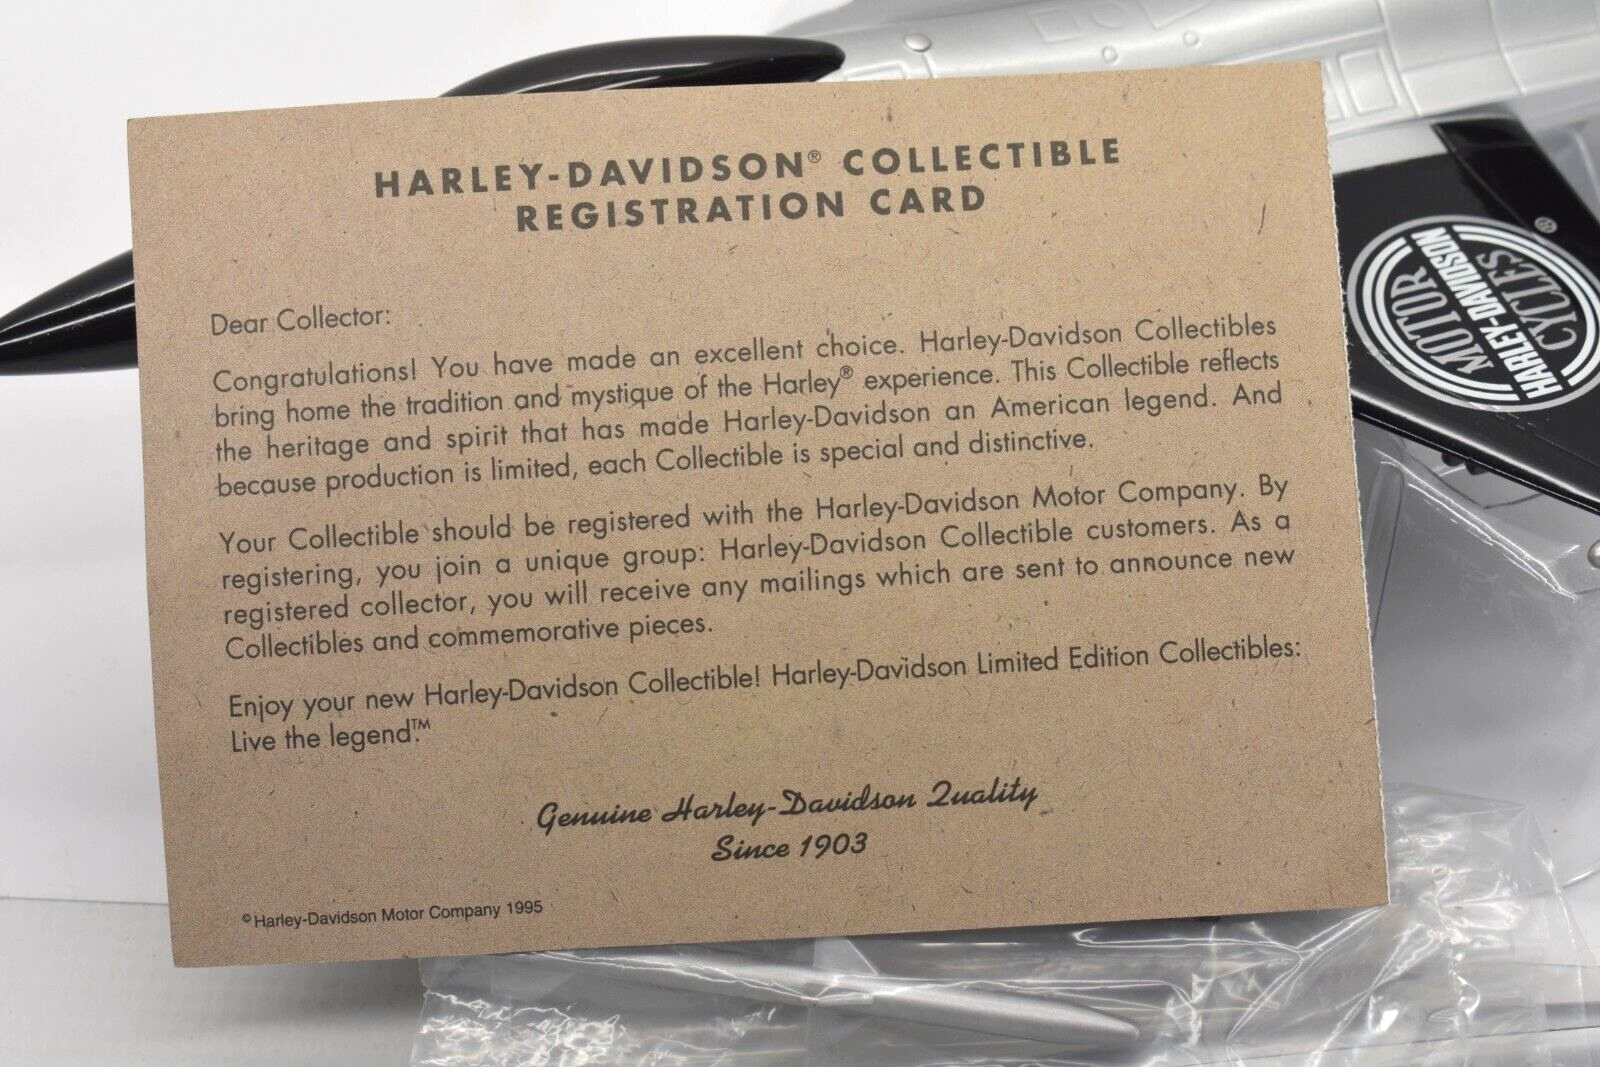 HARLEY-DAVIDSON® COLLECTIBLE
REGISTRATION CARD
Dear Collector:
Congratulations! You have made an excellent choice. Harley-Davidson Collectibles
bring home the tradition and mystique of the Harley® experience. This Collectible reflects
the heritage and spirit that has made Harley-Davidson an American legend. And
because production is limited, each Collectible is special and distinctive.
Your Collectible should be registered with the Harley-Davidson Motor Company. By
registering, you join a unique group: Harley-Davidson Collectible customers. As a
registered collector, you will receive any mailings which are sent to announce new
Collectibles and commemorative pieces.
Enjoy your new Harley-Davidson Collectible! Harley-Davidson Limited Edition Collectibles:
Live the legend.™
Genuine Harley-Davidson Quality
Since 1903
© Harley-Davidson Motor Company 1995
MOTOR
HARLEY-DAVIDSON
CYCLES
®